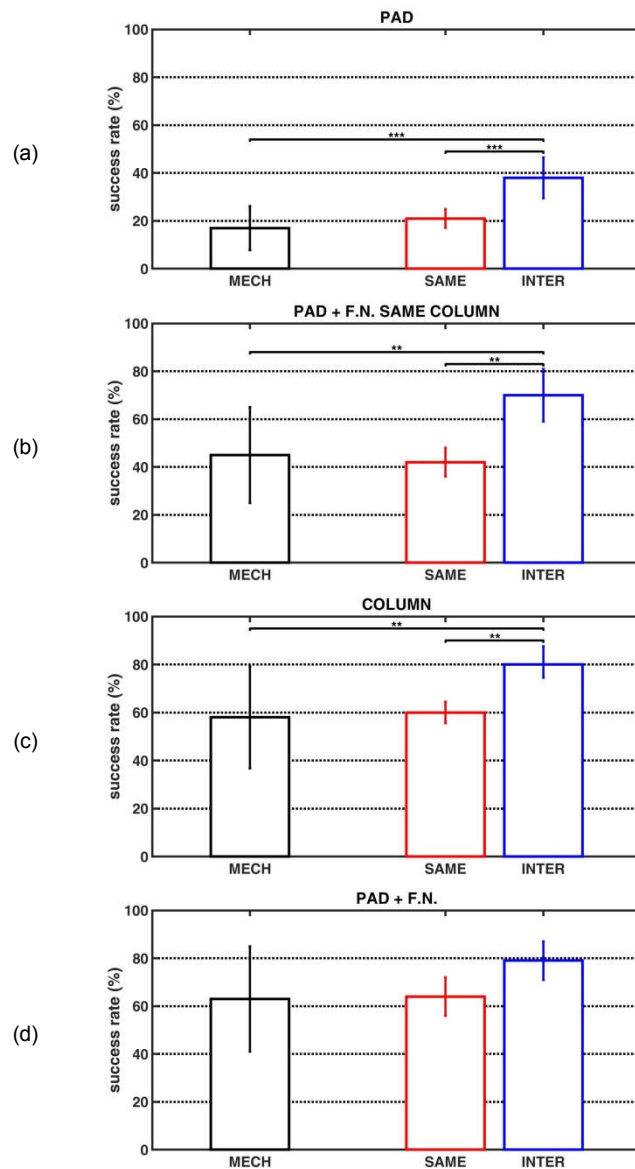 PAD
(a)
success rate (%)
100
80
60
40
20
0
***
***
MECH SAME INTER
PAD + F.N. SAME COLUMN
(b)
success rate (%)
100
80
60
40
20
0
**
**
MECH SAME INTER
COLUMN
(c)
success rate (%)
100
80
60
40
20
0
**
**
MECH SAME INTER
PAD + F.N.
(d)
success rate (%)
100
80
60
40
20
0
MECH SAME INTER